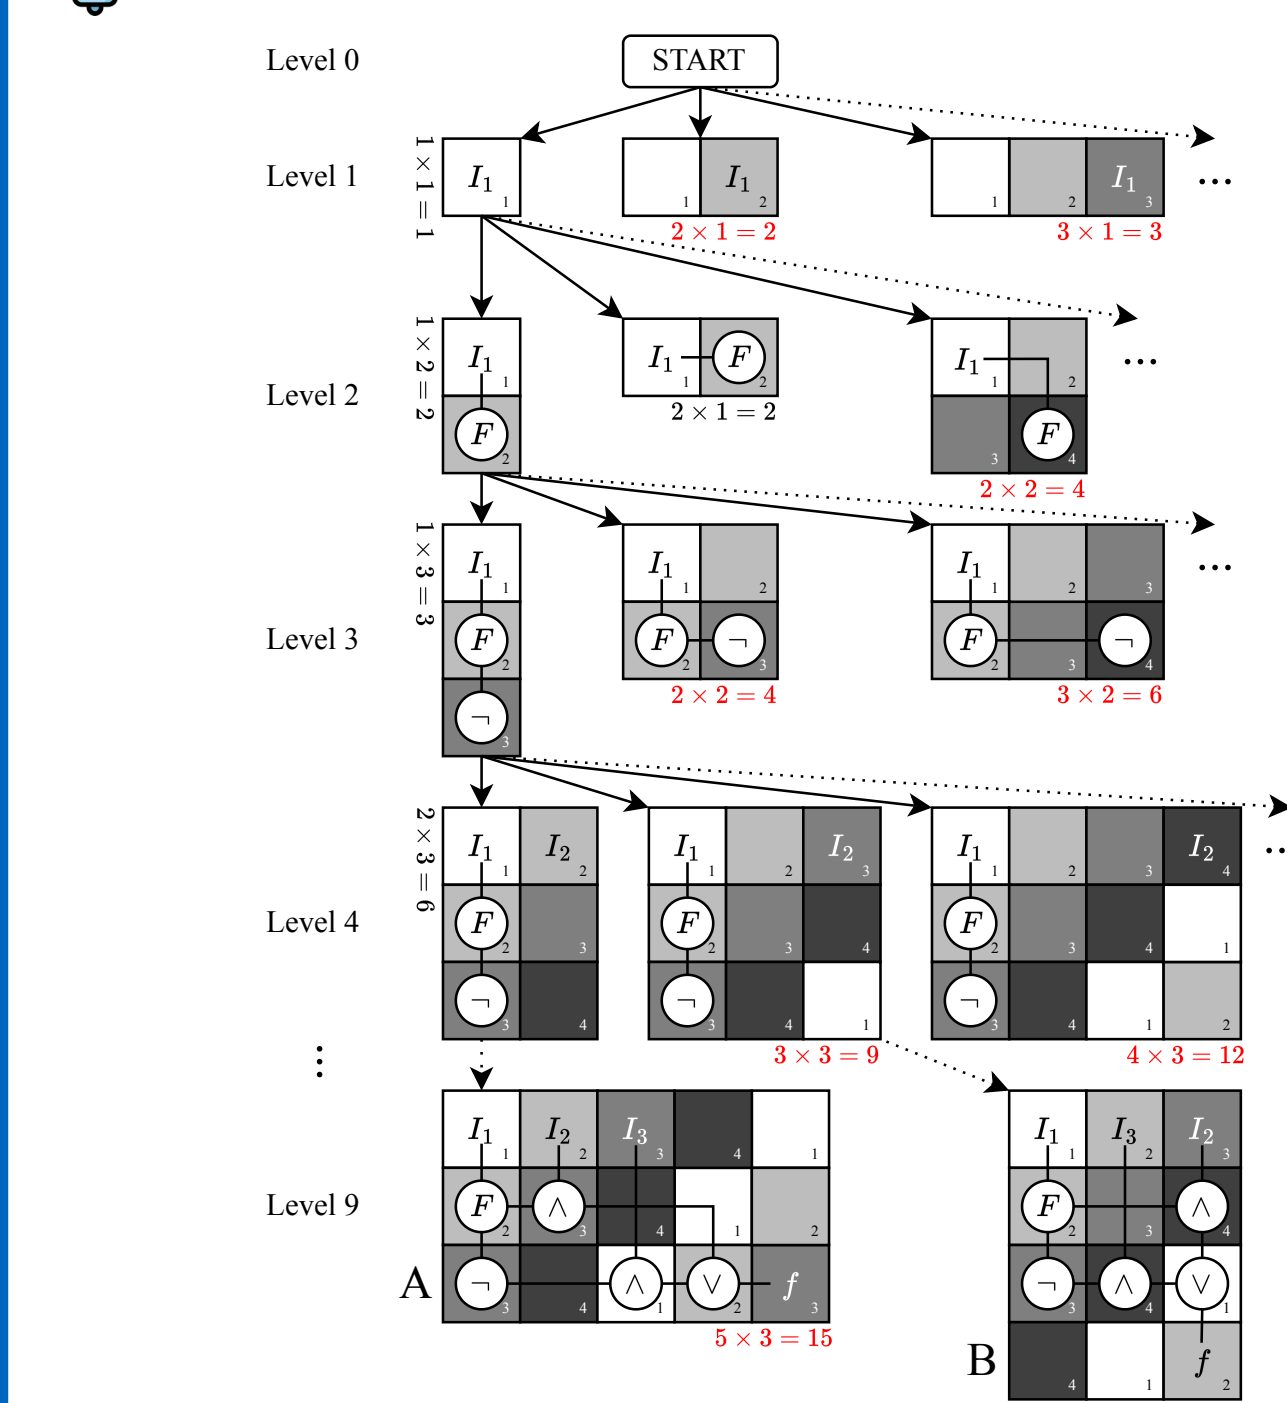 Level 0
START
Level 1
1 × 1 = 1
I₁ 1
1 I₁ 2
2 × 1 = 2
1 2 I₁ 3
3 × 1 = 3
...
Level 2
1 × 2 = 2
I₁ 1
F 2
I₁ 1 F 2
2 × 1 = 2
I₁ 1 2
3 F 4
2 × 2 = 4
...
Level 3
1 × 3 = 3
I₁ 1
F 2
¬ 3
I₁ 1 2
F 2 ¬ 3
2 × 2 = 4
I₁ 1 2 3
F 2 3 ¬ 4
3 × 2 = 6
...
Level 4
2 × 3 = 6
I₁ 1 I₂ 2
F 2 3
¬ 3 4
I₁ 1 2 I₂ 3
F 2 3 4
¬ 3 4 1
3 × 3 = 9
I₁ 1 2 3 I₂ 4
F 2 3 4 1
¬ 3 4 1 2
4 × 3 = 12
..
⋮
Level 9
A
I₁ 1 I₂ 2 I₃ 3 4 1
F 2 ∧ 3 4 1 2
¬ 3 4 ∧ 1 ∨ 2 f 3
5 × 3 = 15
B
I₁ 1 I₃ 2 I₂ 3
F 2 3 ∧ 4
¬ 3 ∧ 4 ∨ 1
4 1 f 2